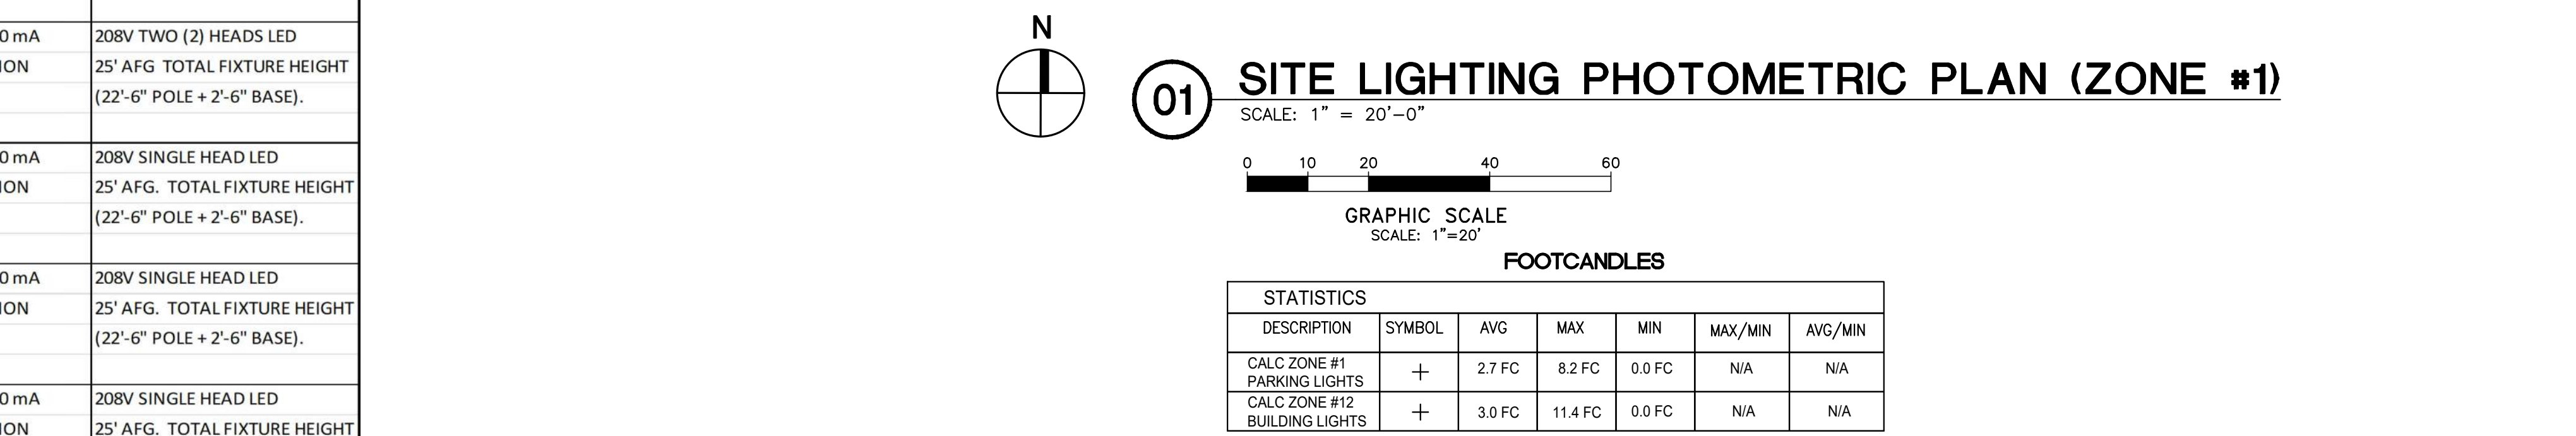 0 mA 208V TWO (2) HEADS LED
ION 25' AFG TOTAL FIXTURE HEIGHT
(22'-6" POLE + 2'-6" BASE).
0 mA 208V SINGLE HEAD LED
ION 25' AFG. TOTAL FIXTURE HEIGHT
(22'-6" POLE + 2'-6" BASE).
0 mA 208V SINGLE HEAD LED
ION 25' AFG. TOTAL FIXTURE HEIGHT
(22'-6" POLE + 2'-6" BASE).
0 mA 208V SINGLE HEAD LED
ION 25' AFG. TOTAL FIXTURE HEIGHT
N
01 SITE LIGHTING PHOTOMETRIC PLAN (ZONE #1)
SCALE: 1" = 20'-0"
0 10 20 40 60
GRAPHIC SCALE
SCALE: 1"=20'
FOOTCANDLES
STATISTICS
DESCRIPTION SYMBOL AVG MAX MIN MAX/MIN AVG/MIN
CALC ZONE #1
PARKING LIGHTS + 2.7 FC 8.2 FC 0.0 FC N/A N/A
CALC ZONE #12
BUILDING LIGHTS + 3.0 FC 11.4 FC 0.0 FC N/A N/A